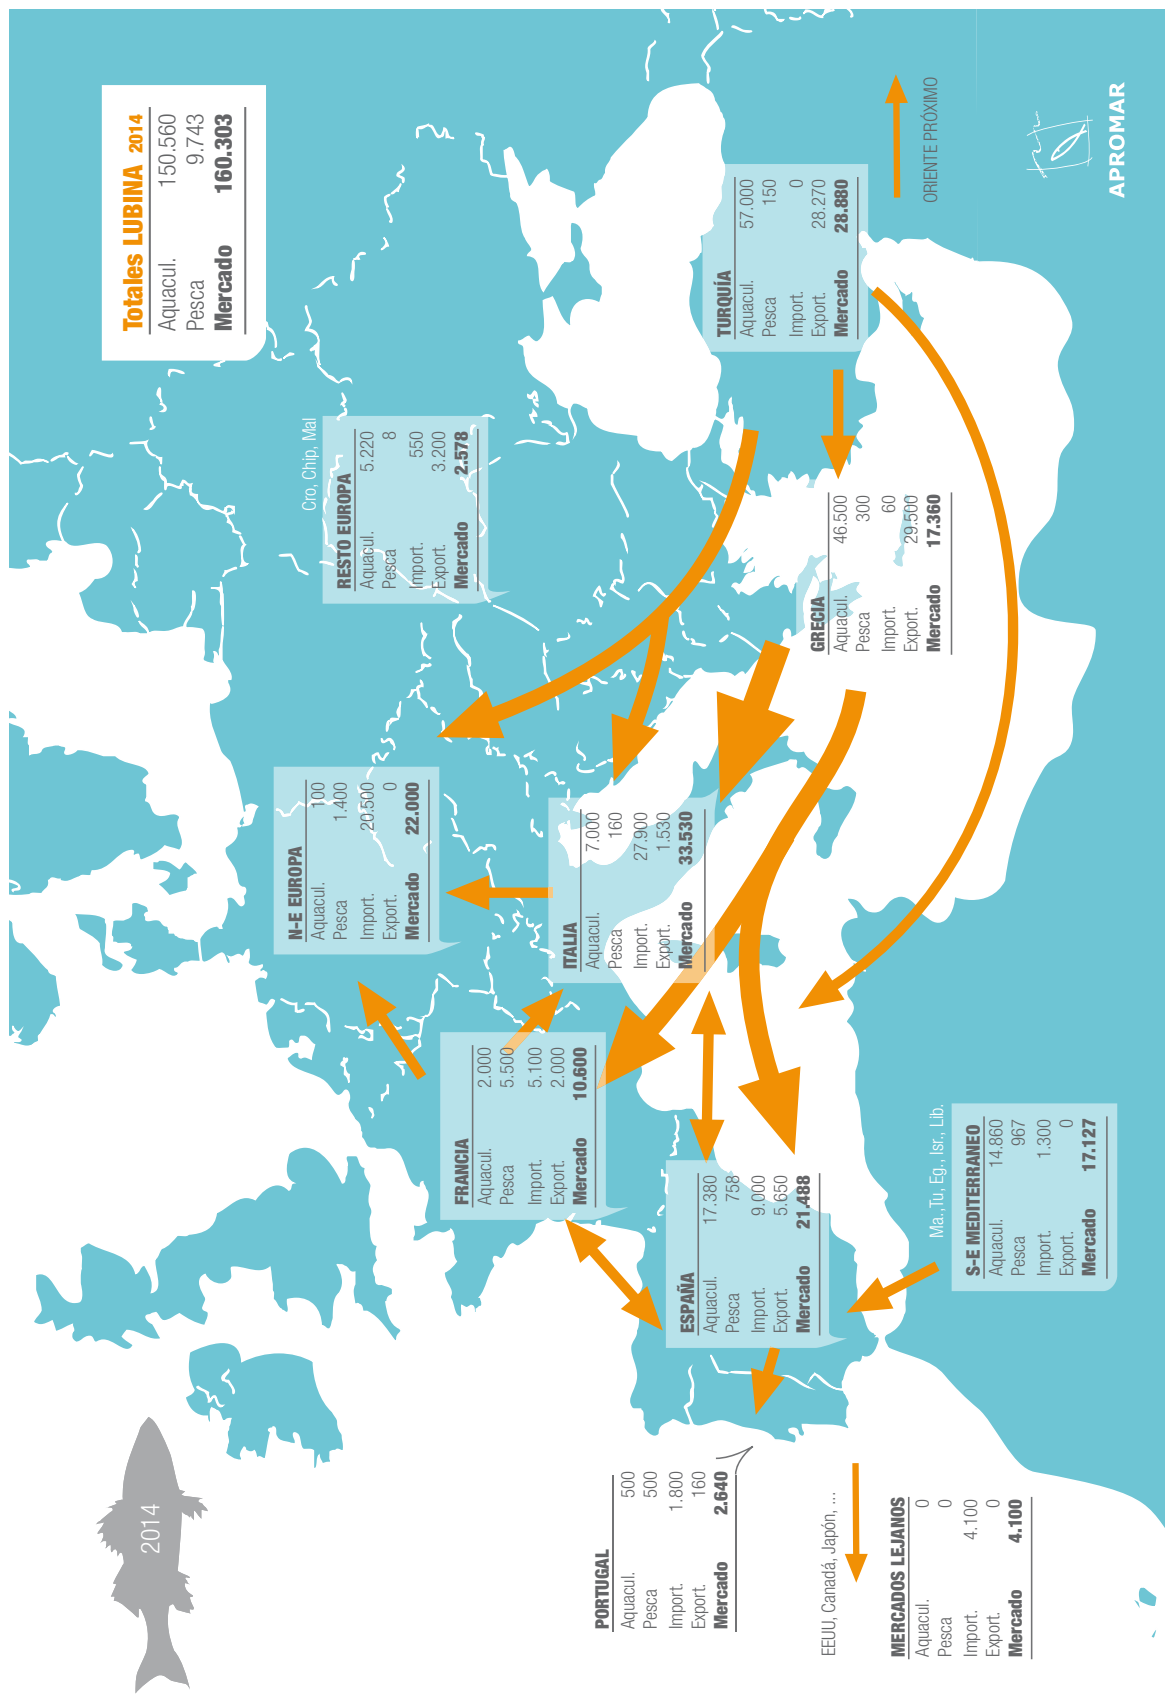 2014
Totales LUBINA 2014
Aquacul. 150.560
Pesca 9.743
Mercado 160.303
Cro, Chip, Mal
RESTO EUROPA
Aquacul. 5.220
Pesca 8
Import. 550
Export. 3.200
Mercado 2.578
N-E EUROPA
Aquacul. 100
Pesca 1.400
Import. 20.500
Export. 0
Mercado 22.000
FRANCIA
Aquacul. 2.000
Pesca 5.500
Import. 5.100
Export. 2.000
Mercado 10.600
ITALIA
Aquacul. 7.000
Pesca 160
Import. 27.900
Export. 1.530
Mercado 33.530
TURQUÍA
Aquacul. 57.000
Pesca 150
Import. 0
Export. 28.270
Mercado 28.880
ORIENTE PRÓXIMO
PORTUGAL
Aquacul. 500
Pesca 500
Import. 1.800
Export. 160
Mercado 2.640
ESPAÑA
Aquacul. 17.380
Pesca 758
Import. 9.000
Export. 5.650
Mercado 21.488
GRECIA
Aquacul. 46.500
Pesca 300
Import. 60
Export. 29.500
Mercado 17.360
EEUU, Canadá, Japón, ...
MERCADOS LEJANOS
Aquacul. 0
Pesca 0
Import. 4.100
Export. 0
Mercado 4.100
Ma.,Tu, Eg., Isr., Lib.
S-E MEDITERRANEO
Aquacul. 14.860
Pesca 967
Import. 1.300
Export. 0
Mercado 17.127
APROMAR